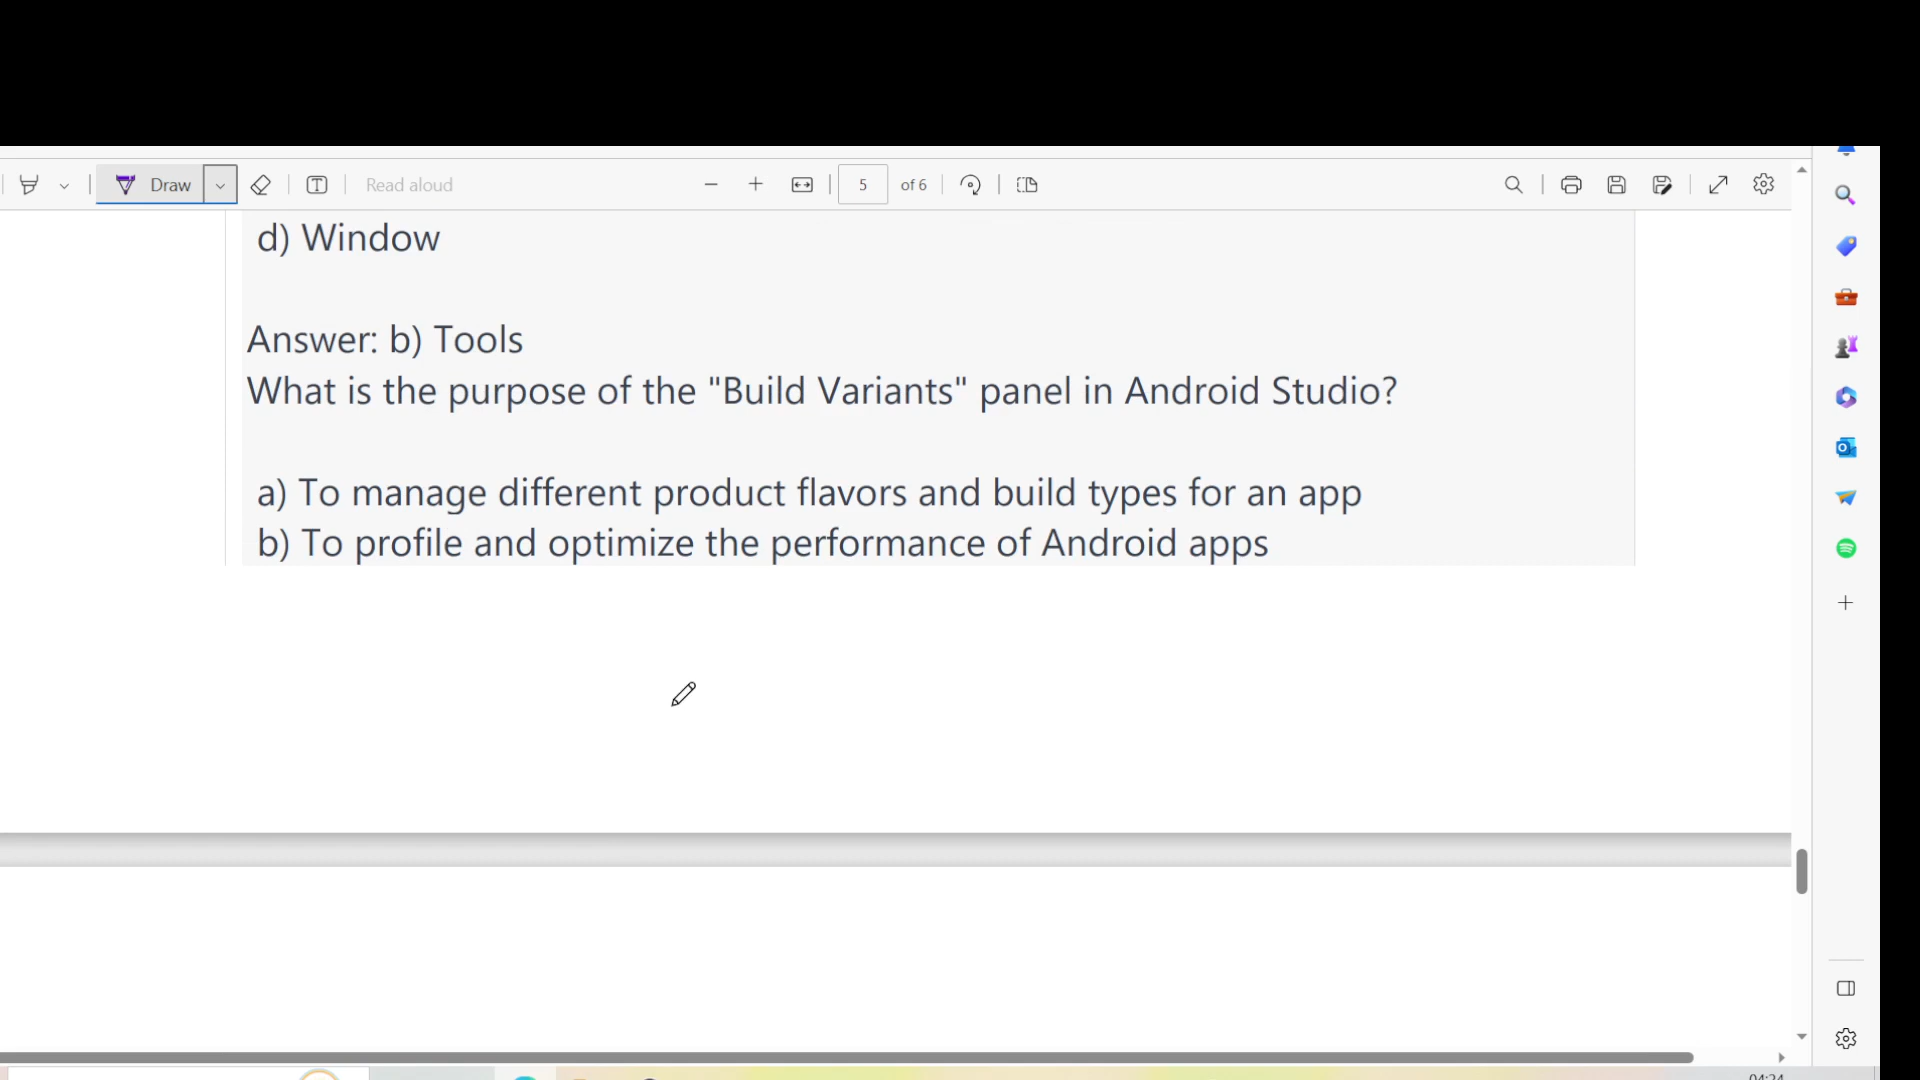 Draw
Read aloud
5 of 6
d) Window
Answer: b) Tools
What is the purpose of the "Build Variants" panel in Android Studio?
a) To manage different product flavors and build types for an app
b) To profile and optimize the performance of Android apps
04:24